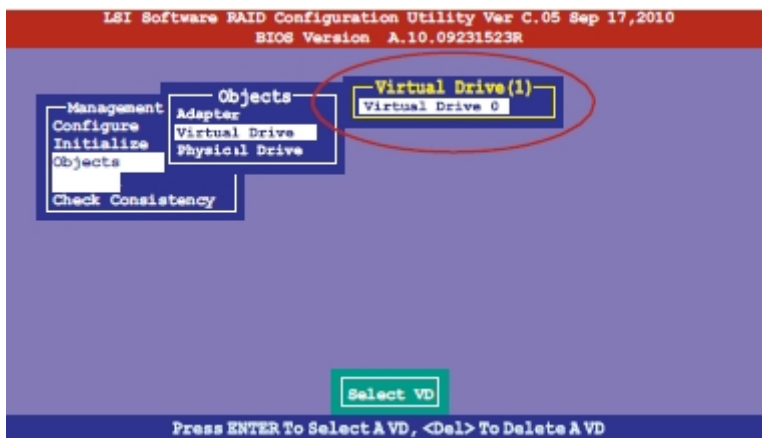 LSI Software RAID Configuration Utility Ver C.05 Sep 17,2010
BIOS Version A.10.09231523R
Management
Configure
Initialize
Objects
Check Consistency
Objects
Adapter
Virtual Drive
Physical Drive
Virtual Drive(1)
Virtual Drive 0
Select VD
Press ENTER To Select A VD, <Del> To Delete A VD